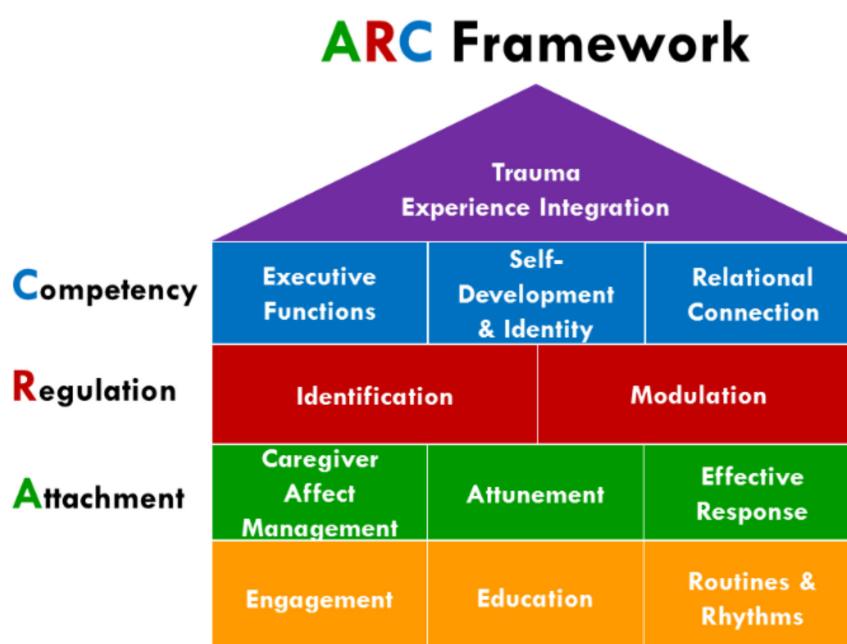 ARC Framework
Trauma
Experience Integration
Competency
Executive
Functions
Self-
Development
& Identity
Relational
Connection
Regulation
Identification
Modulation
Attachment
Caregiver
Affect
Management
Attunement
Effective
Response
Engagement
Education
Routines &
Rhythms